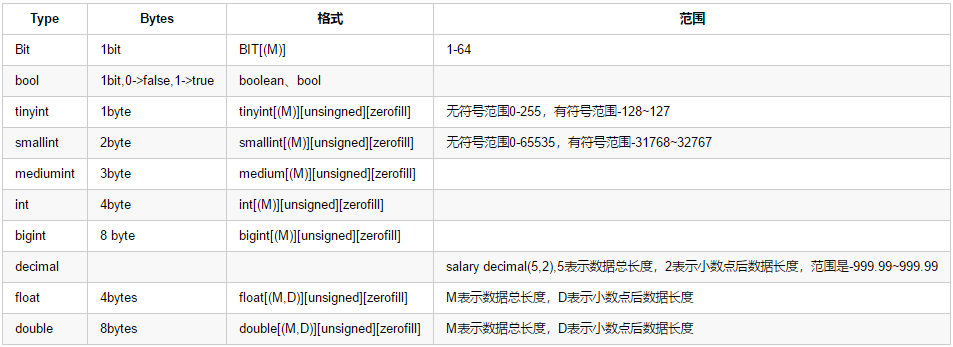 Type Bytes 格式 范围
Bit 1bit BIT[(M)] 1-64
bool 1bit,0->false,1->true boolean、bool
tinyint 1byte tinyint[(M)][unsingned][zerofill] 无符号范围0-255，有符号范围-128~127
smallint 2byte smallint[(M)][unsigned][zerofill] 无符号范围0-65535，有符号范围-31768~32767
mediumint 3byte medium[(M)][unsigned][zerofill]
int 4byte int[(M)][unsigned][zerofill]
bigint 8 byte bigint[(M)][unsigned][zerofill]
decimal salary decimal(5,2),5表示数据总长度，2表示小数点后数据长度，范围是-999.99~999.99
float 4bytes float[(M,D)][unsigned][zerofill] M表示数据总长度，D表示小数点后数据长度
double 8bytes double[(M,D)][unsigned][zerofill] M表示数据总长度，D表示小数点后数据长度